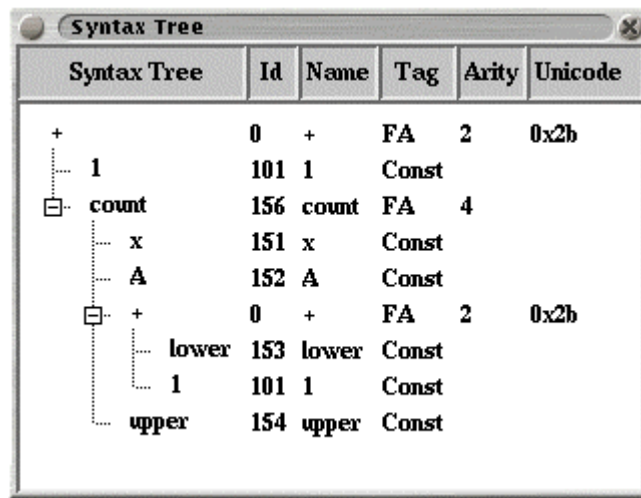 Syntax Tree
Syntax Tree Id Name Tag Arity Unicode
+ 0 + FA 2 0x2b
1 101 1 Const
count 156 count FA 4
x 151 x Const
A 152 A Const
+ 0 + FA 2 0x2b
lower 153 lower Const
1 101 1 Const
upper 154 upper Const